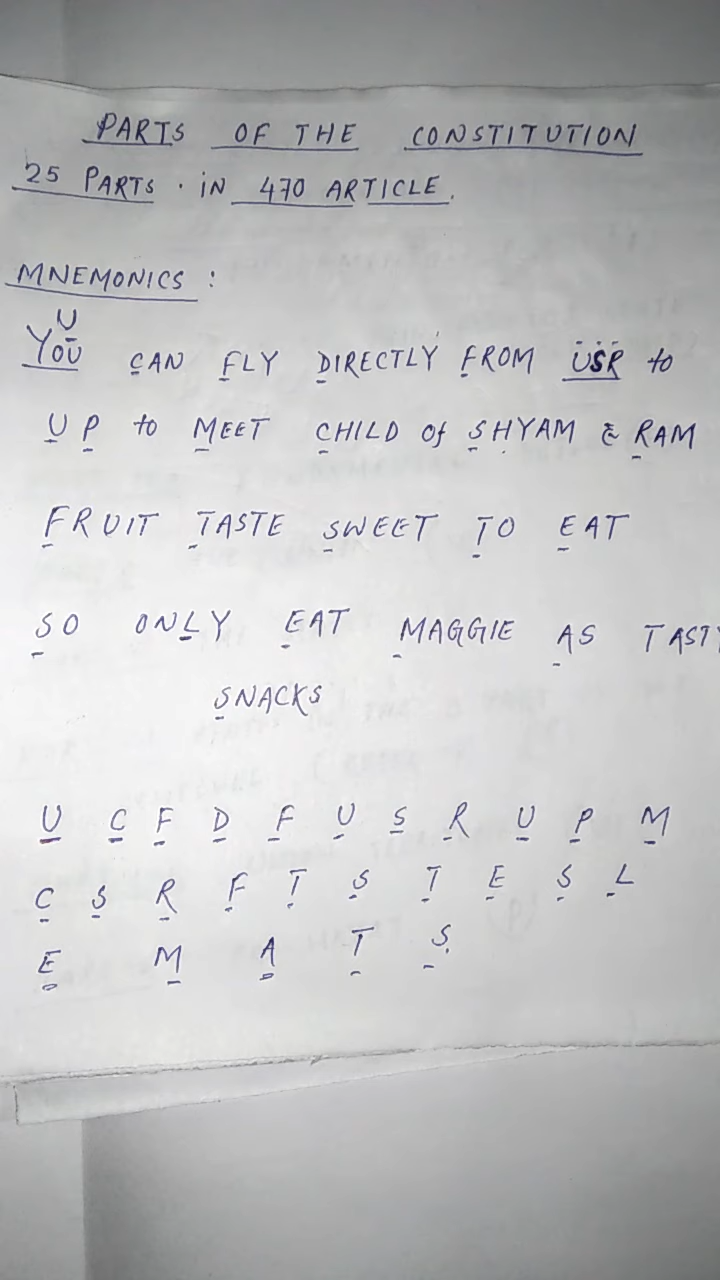 PARTS OF THE CONSTITUTION
25 PARTS . IN 470 ARTICLE.
MNEMONICS :
U
YOU CAN FLY DIRECTLY FROM USR to
UP to MEET CHILD of SHYAM & RAM
FRUIT TASTE SWEET TO EAT
SO ONLY EAT MAGGIE AS TASTY
SNACKS
U C F D F U S R U P M
C S R F T S T E S L
E M A T S.